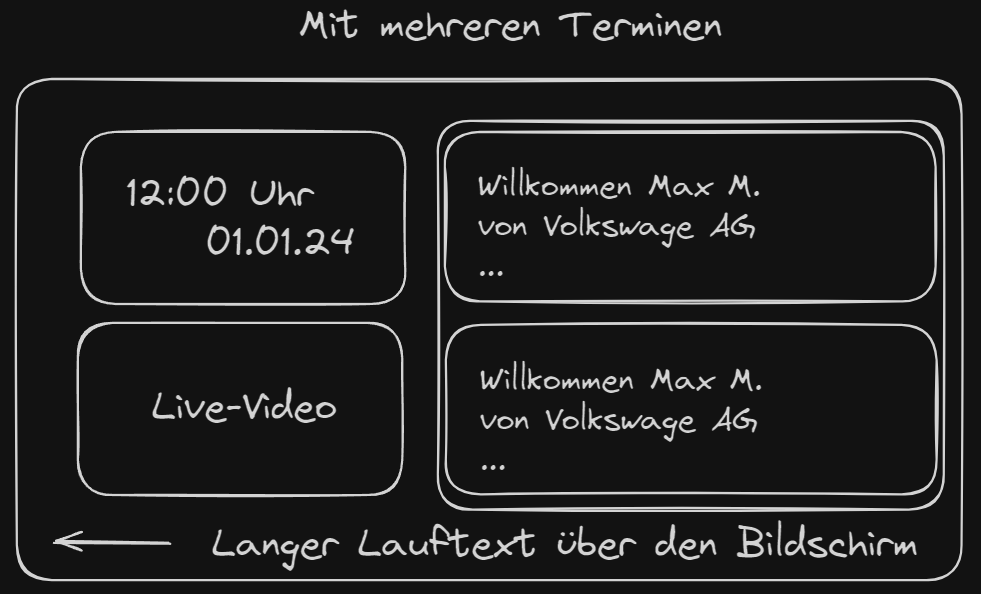 Mit mehreren Terminen
12:00 Uhr
01.01.24
Willkommen Max M.
von Volkswage AG
...
Live-Video
Willkommen Max M.
von Volkswage AG
...
Langer Lauftext über den Bildschirm